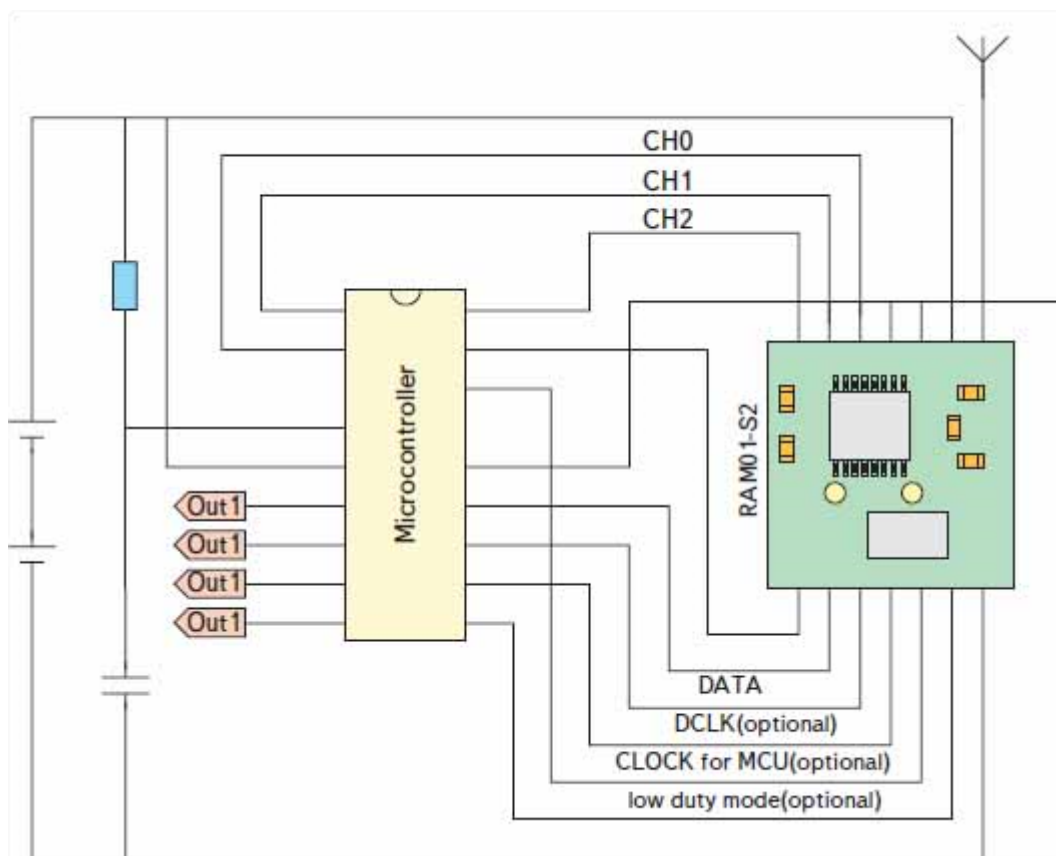 CH0
CH1
CH2
Microcontroller
RAM01-S2
Out1
Out1
Out1
Out1
DATA
DCLK(optional)
CLOCK for MCU(optional)
low duty mode(optional)